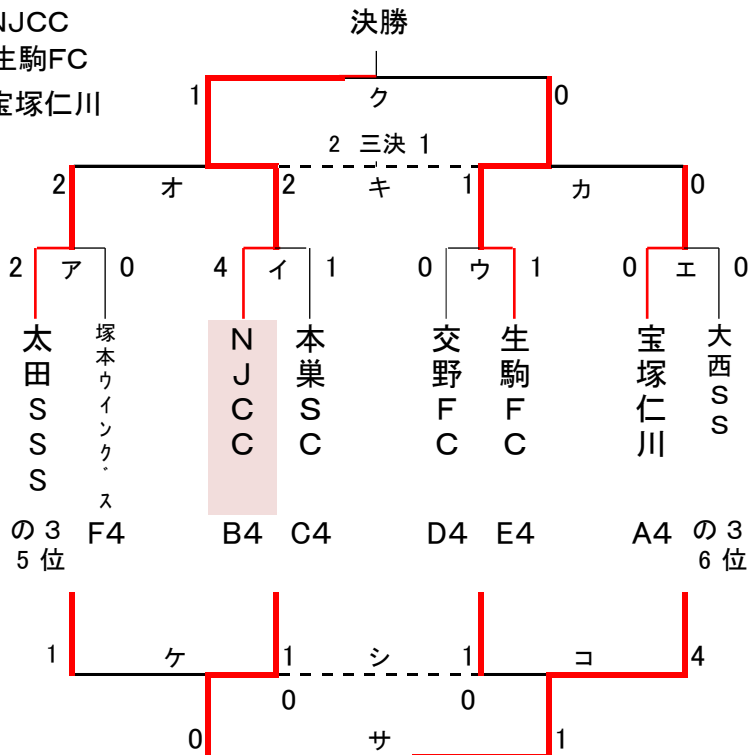 NJCC
生駒FC
宝塚仁川
決勝
1 ク 0
2 三決 1
2 オ 2 キ 1 カ 0
2 ア 0 4 イ 1 0 ウ 1 0 エ 0
太田SSS
塚本ウイングス
NJCC
本巣SC
交野FC
生駒FC
宝塚仁川
大西SS
の3 F4 B4 C4 D4 E4 A4 の3
5位 6位
1 ケ 1 シ 1 コ 4
0 0
0 サ 1